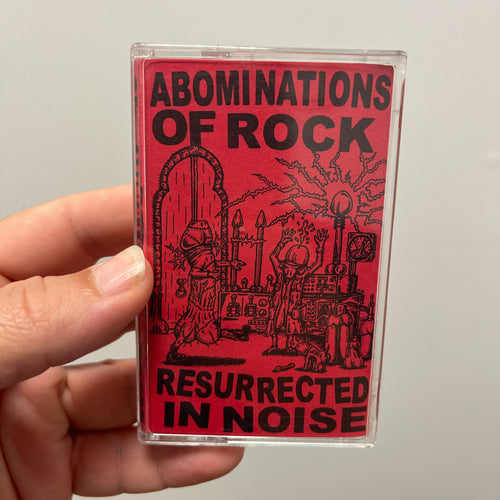 ABOMINATIONS
OF ROCK
RESURRECTED
IN NOISE